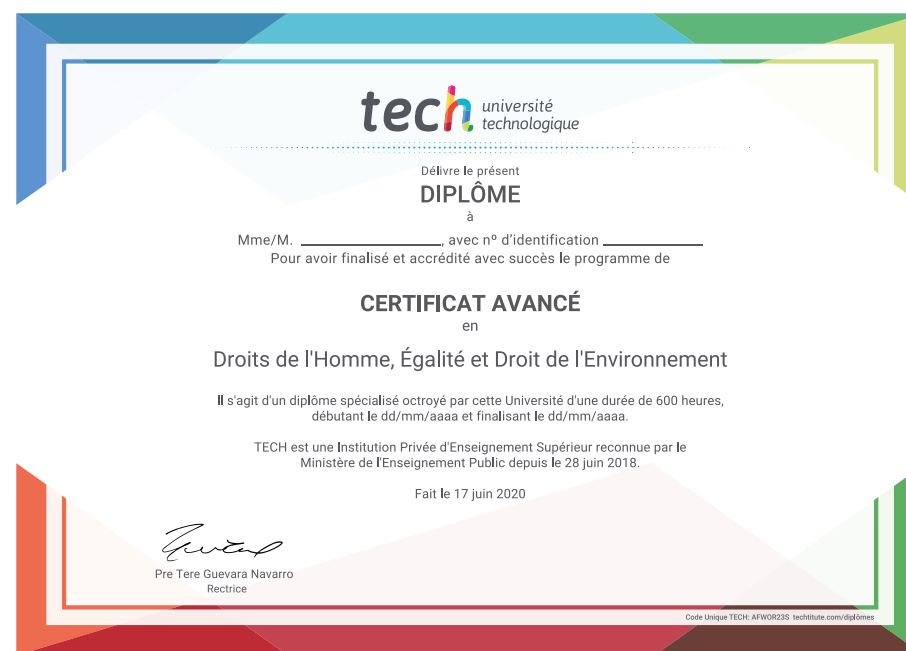 tech université
technologique
Délivre le présent
DIPLÔME
à
Mme/M. ____________________, avec nº d'identification ______________
Pour avoir finalisé et accrédité avec succès le programme de
CERTIFICAT AVANCÉ
en
Droits de l'Homme, Égalité et Droit de l'Environnement
Il s'agit d'un diplôme spécialisé octroyé par cette Université d'une durée de 600 heures,
débutant le dd/mm/aaaa et finalisant le dd/mm/aaaa.
TECH est une Institution Privée d'Enseignement Supérieur reconnue par le
Ministère de l'Enseignement Public depuis le 28 juin 2018.
Fait le 17 juin 2020
Pre Tere Guevara Navarro
Rectrice
Code Unique TECH: AFWOR23S techtitute.com/diplômes